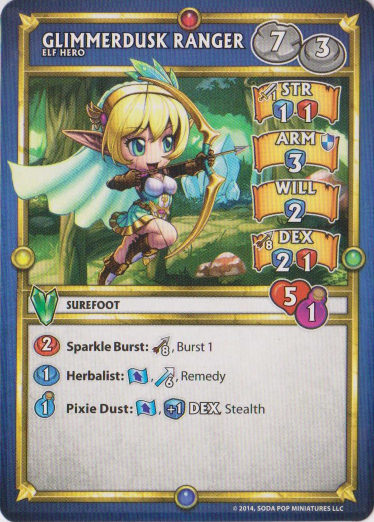 GLIMMERDUSK RANGER
ELF HERO
7 3
STR
1
1 1
ARM
3
WILL
2
DEX
8
2 1
5
1
SUREFOOT
2 Sparkle Burst: 8, Burst 1
1 Herbalist: , 6, Remedy
1 Pixie Dust: , +1 DEX, Stealth
© 2014, SODA POP MINIATURES LLC